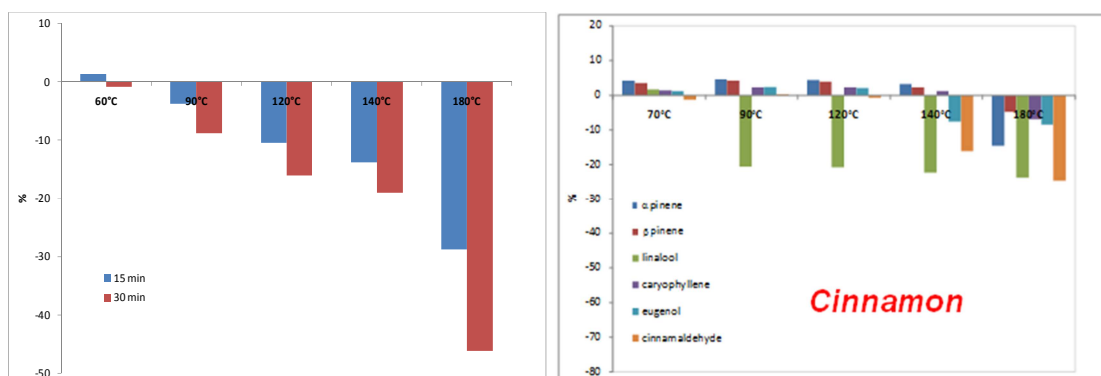 10
0
-10
-20
-30
-40
-50
%
60°C
90°C
120°C
140°C
180°C
15 min
30 min
20
10
0
-10
-20
-30
-40
-50
-60
-70
-80
%
70°C
90°C
120°C
140°C
180°C
α pinene
β pinene
linalool
caryophyllene
eugenol
cinnamaldehyde
Cinnamon